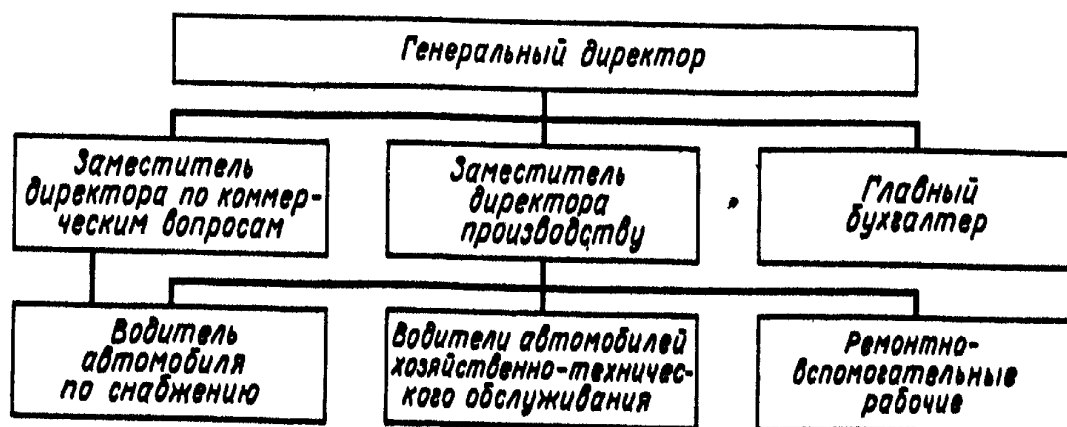 Генеральный директор
Заместитель
директора по коммер-
ческим вопросам
Заместитель
директора
производству
Главный
бухгалтер
Водитель
автомобиля
по снабжению
Водители автомобилей
хозяйственно-техничес-
кого обслуживания
Ремонтно-
вспомогательные
рабочие